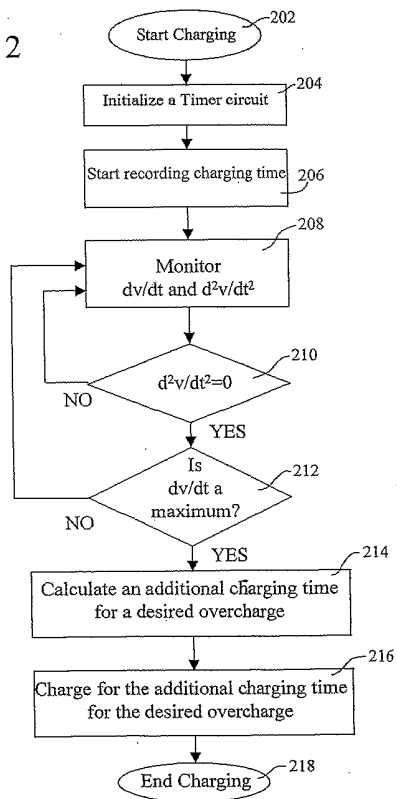 2
Start Charging
202
Initialize a Timer circuit
204
Start recording charging time
206
208
Monitor
dv/dt and d²v/dt²
210
d²v/dt²=0
NO
YES
212
Is
dv/dt a
maximum?
NO
YES
214
Calculate an additional charging time
for a desired overcharge
216
Charge for the additional charging time
for the desired overcharge
End Charging
218